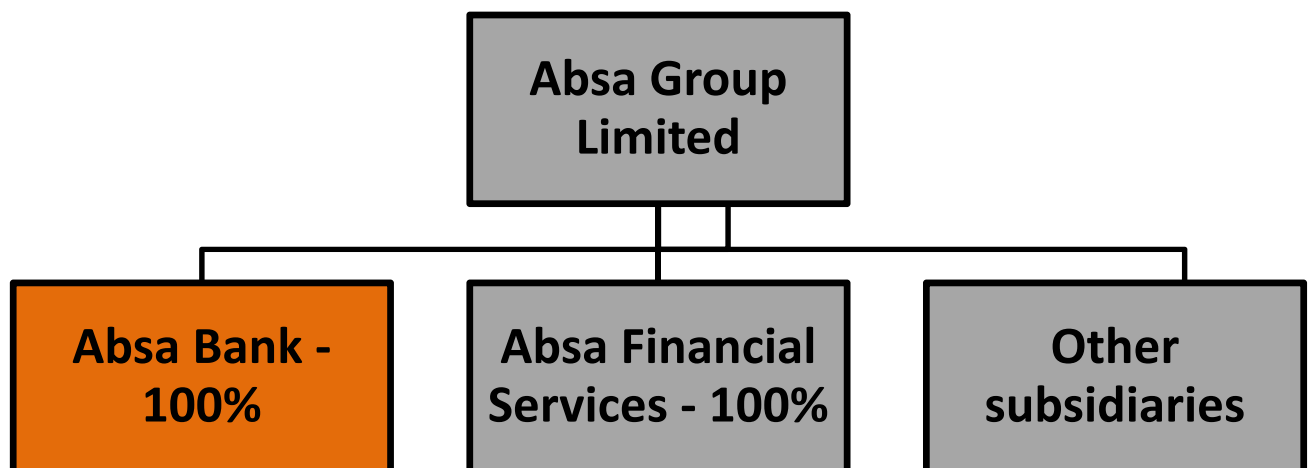 Absa Group
Limited
Absa Bank -
100%
Absa Financial
Services - 100%
Other
subsidiaries